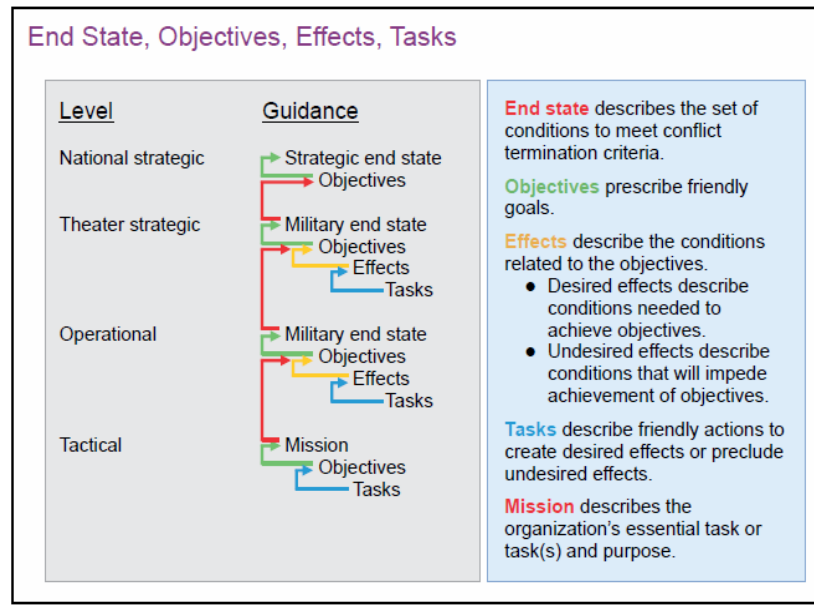 End State, Objectives, Effects, Tasks
Level
Guidance
National strategic
Strategic end state
Objectives
Theater strategic
Military end state
Objectives
Effects
Tasks
Operational
Military end state
Objectives
Effects
Tasks
Tactical
Mission
Objectives
Tasks
End state describes the set of
conditions to meet conflict
termination criteria.
Objectives prescribe friendly
goals.
Effects describe the conditions
related to the objectives.
● Desired effects describe
conditions needed to
achieve objectives.
● Undesired effects describe
conditions that will impede
achievement of objectives.
Tasks describe friendly actions to
create desired effects or preclude
undesired effects.
Mission describes the
organization’s essential task or
task(s) and purpose.